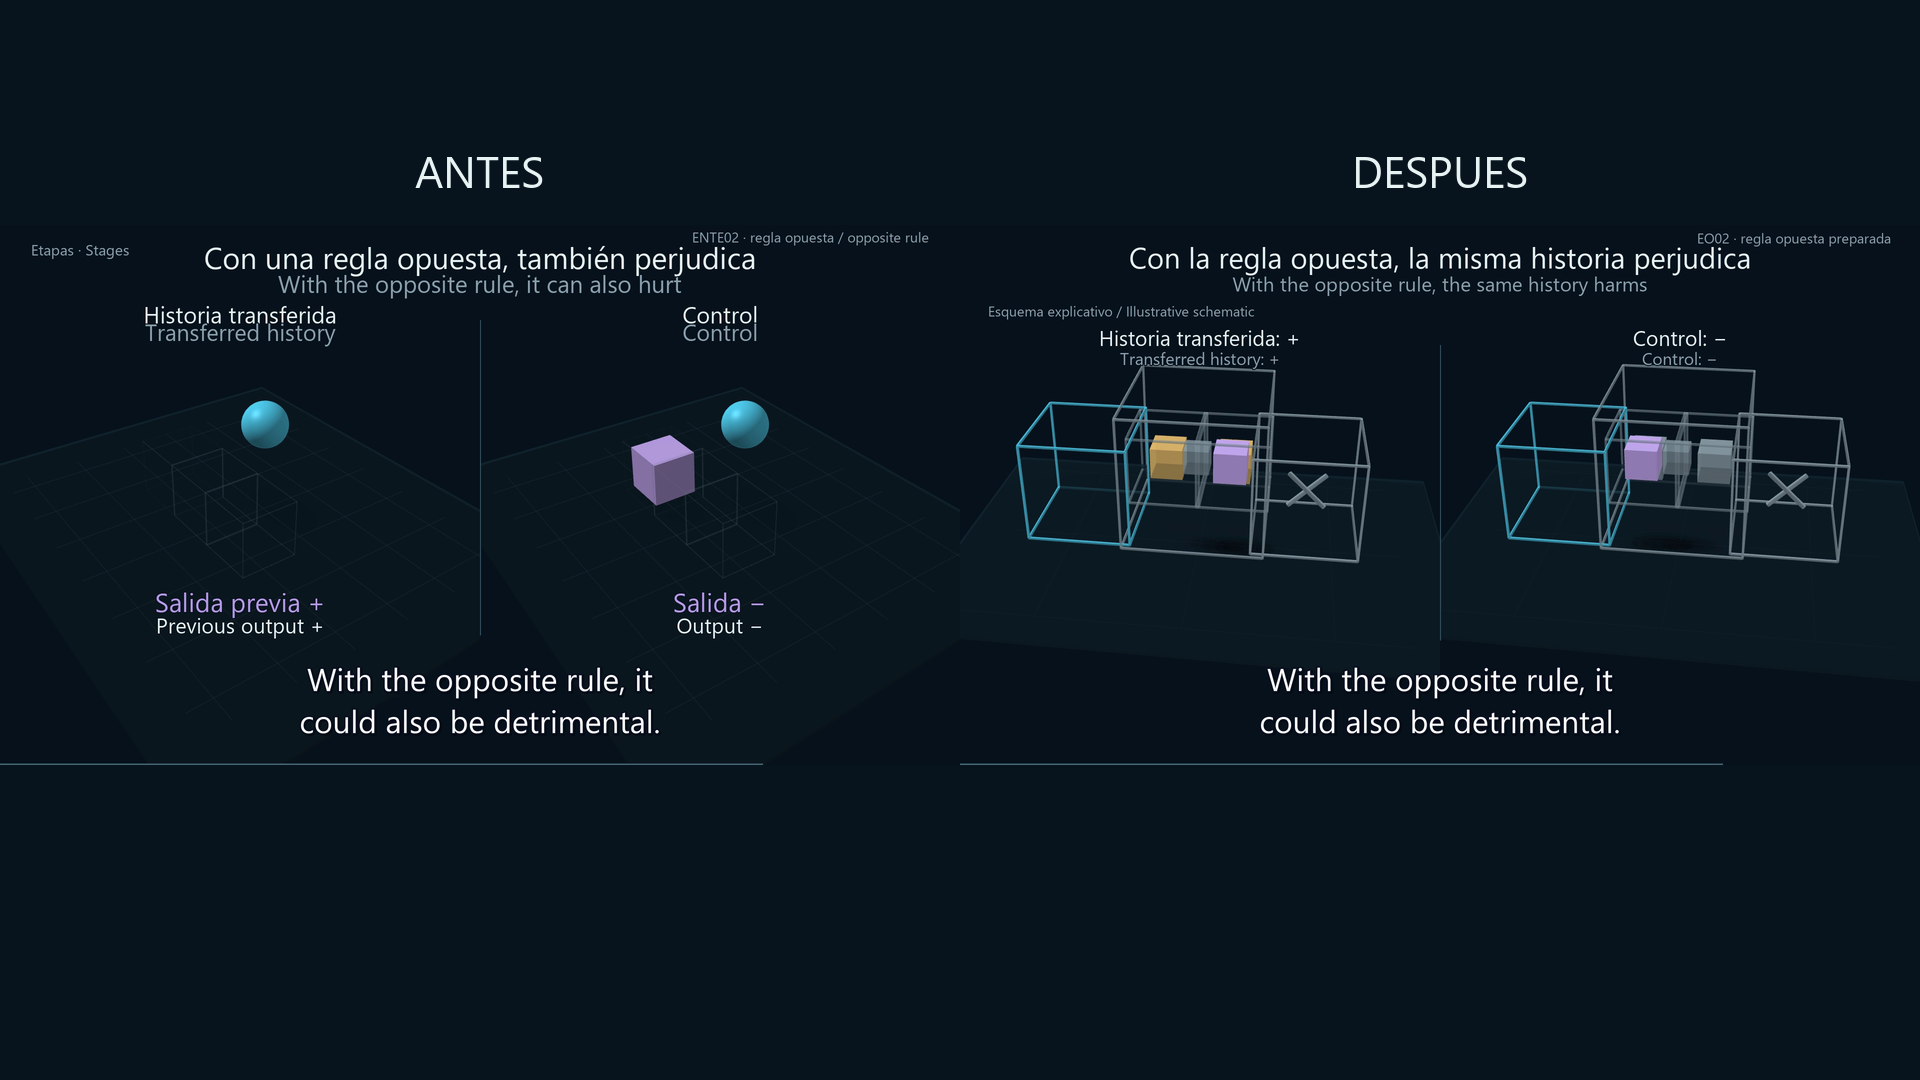 ANTES
ENTE02 · regla opuesta / opposite rule
Etapas · Stages
Con una regla opuesta, también perjudica
With the opposite rule, it can also hurt
Historia transferida
Transferred history
Control
Control
Salida previa +
Previous output +
Salida −
Output −
With the opposite rule, it
could also be detrimental.
DESPUES
EO02 · regla opuesta preparada
Con la regla opuesta, la misma historia perjudica
With the opposite rule, the same history harms
Esquema explicativo / Illustrative schematic
Historia transferida: +
Transferred history: +
Control: −
Control: −
With the opposite rule, it
could also be detrimental.